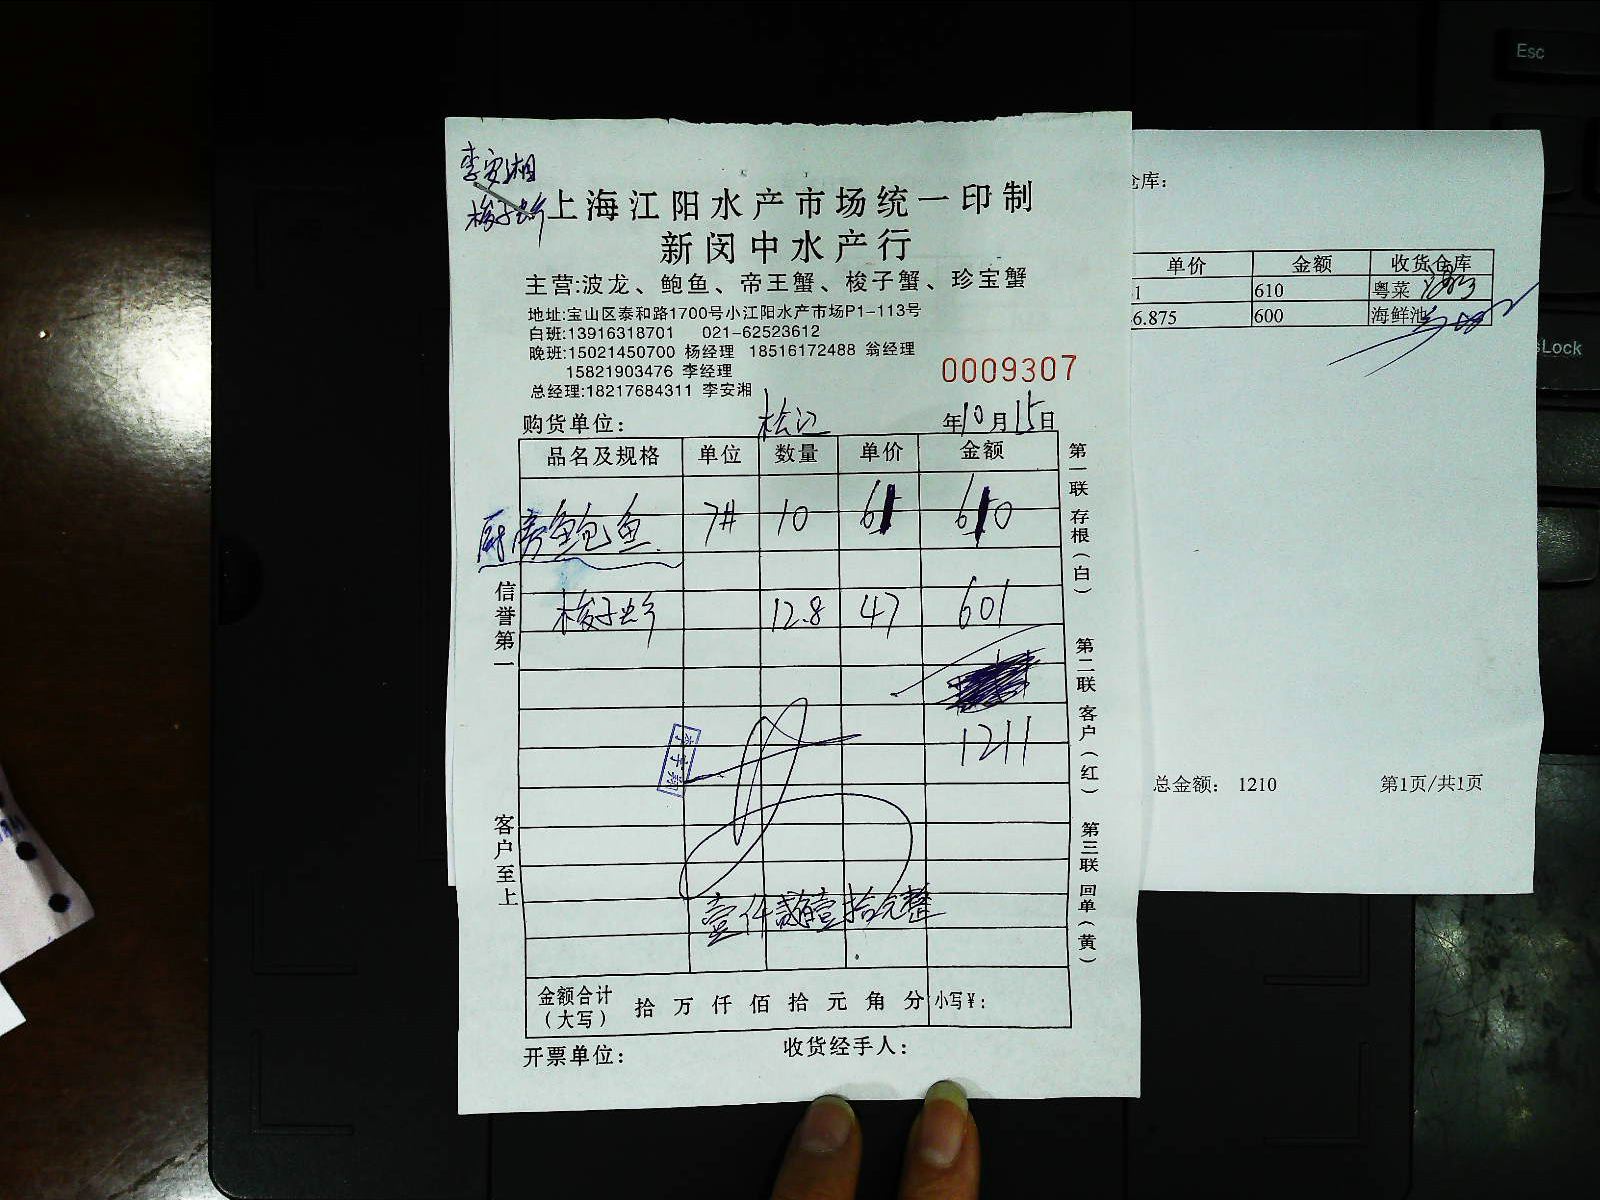 李安湘
梭子蟹
上海江阳水产市场统一印制
新闵中水产行
主营:波龙、鲍鱼、帝王蟹、梭子蟹、珍宝蟹
地址:宝山区泰和路1700号小江阳水产市场P1-113号
白班:13916318701 021-62523612
晚班:15021450700 杨经理 18516172488 翁经理
15821903476 李经理
总经理:18217684311 李安湘
0009307
购货单位: 松江 年10月15日
品名及规格 单位 数量 单价 金额
厨房鲍鱼 7# 10 61 610
梭子蟹 12.8 47 601
1211
壹仟贰佰壹拾元整
金额合计(大写) 拾 万 仟 佰 拾 元 角 分 小写¥:
开票单位: 收货经手人:
信誉第一
客户至上
第一联 存根(白)
第二联 客户(红)
第三联 回单(黄)
仓库:
单价 金额 收货仓库
1 610 粤菜
6.875 600 海鲜池
总金额: 1210 第1页/共1页
Esc
sLock